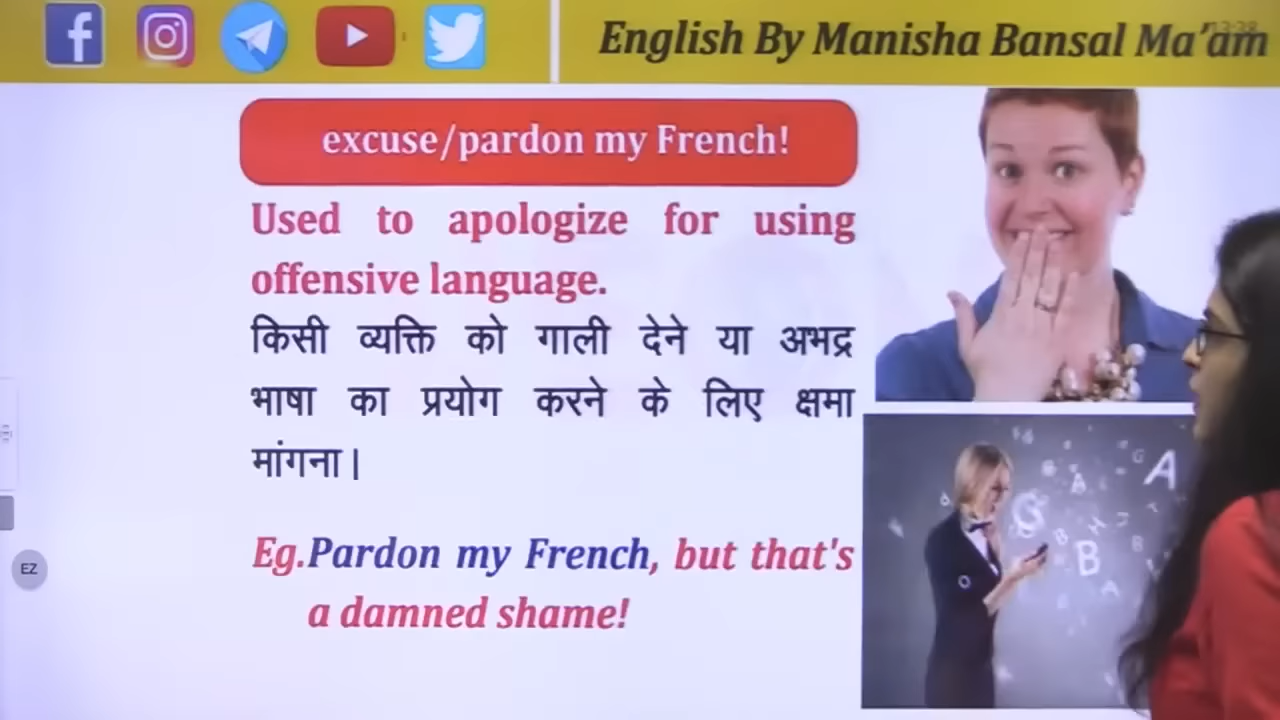 English By Manisha Bansal Ma'am
excuse/pardon my French!
Used to apologize for using
offensive language.
किसी व्यक्ति को गाली देने या अभद्र
भाषा का प्रयोग करने के लिए क्षमा
मांगना।
Eg.Pardon my French, but that's
a damned shame!
EZ